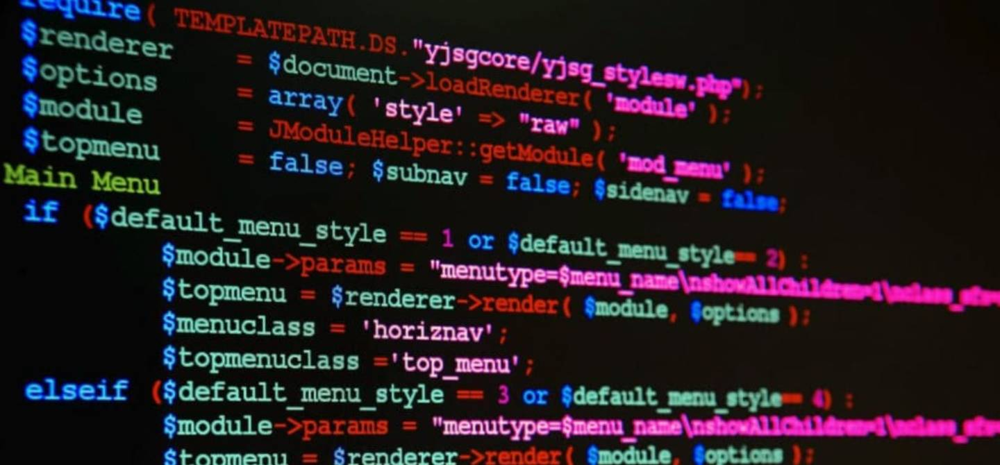 require( TEMPLATEPATH.DS."yjsgcore/yjsg_stylesw.php");
$renderer = $document->loadRenderer( 'module' );
$options = array( 'style' => "raw" );
$module = JModuleHelper::getModule( 'mod_menu' );
$topmenu = false; $subnav = false; $sidenav = false;
Main Menu
if ($default_menu_style == 1 or $default_menu_style== 2) :
$module->params = "menutype=$menu_name\nshowAllChildren=1\nclass_sfx=
$topmenu = $renderer->render( $module, $options );
$menuclass = 'horiznav';
$topmenuclass ='top_menu';
elseif ($default_menu_style == 3 or $default_menu_style== 4) :
$module->params = "menutype=$menu_name\nshowAllChildren=1\nclass_sfx=
$topmenu = $renderer->render( $module, $options );